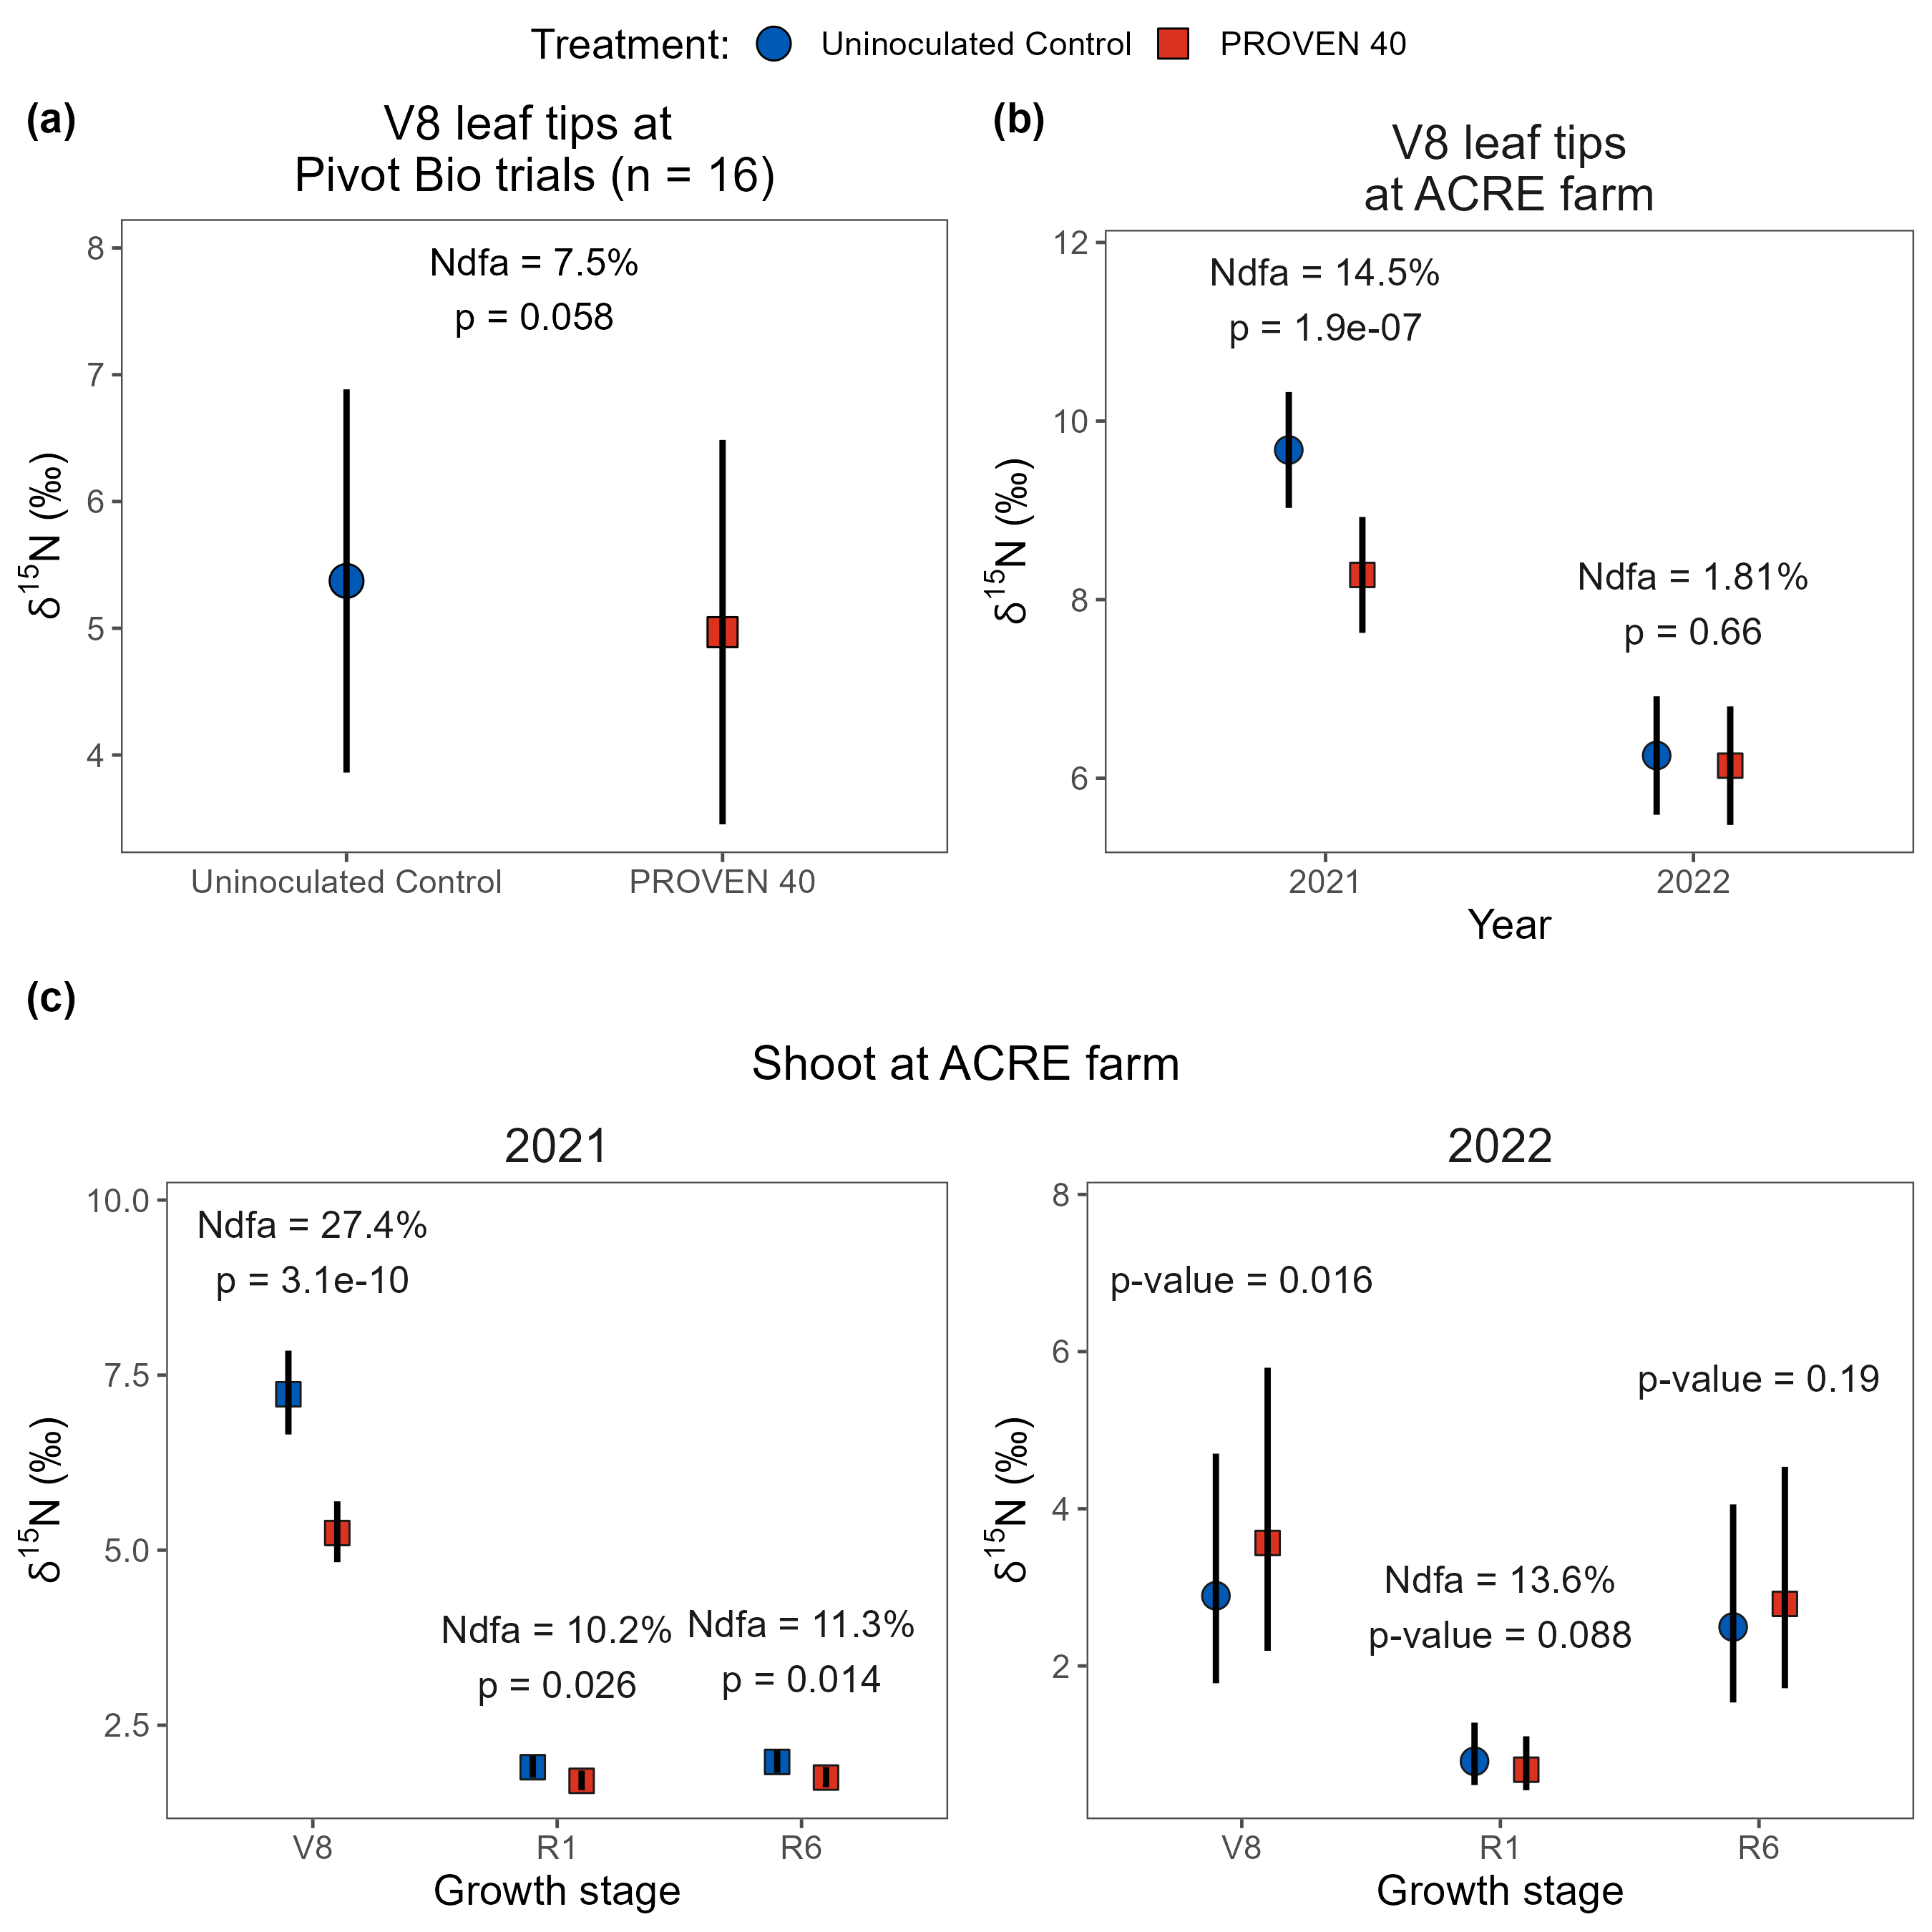 Treatment: Uninoculated Control PROVEN 40
(a)
V8 leaf tips at
Pivot Bio trials (n = 16)
Ndfa = 7.5%
p = 0.058
8
7
6
5
4
δ15N (‰)
Uninoculated Control PROVEN 40
(b)
V8 leaf tips
at ACRE farm
Ndfa = 14.5%
p = 1.9e-07
Ndfa = 1.81%
p = 0.66
12
10
8
6
δ15N (‰)
2021 2022
Year
(c)
Shoot at ACRE farm
2021
Ndfa = 27.4%
p = 3.1e-10
Ndfa = 10.2%
p = 0.026
Ndfa = 11.3%
p = 0.014
10.0
7.5
5.0
2.5
δ15N (‰)
V8 R1 R6
Growth stage
2022
p-value = 0.016
Ndfa = 13.6%
p-value = 0.088
p-value = 0.19
8
6
4
2
δ15N (‰)
V8 R1 R6
Growth stage